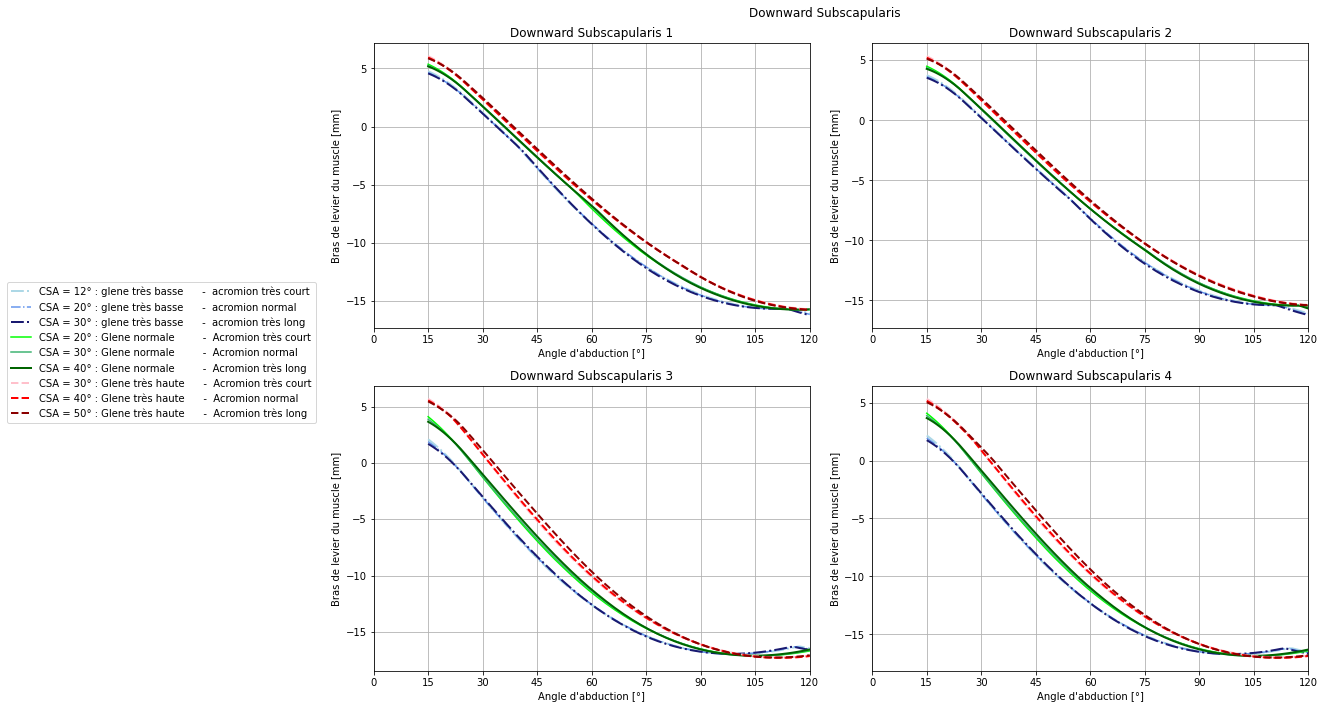 Downward Subscapularis
Downward Subscapularis 1
Bras de levier du muscle [mm]
5
0
−5
−10
−15
0 15 30 45 60 75 90 105 120
Angle d'abduction [°]
Downward Subscapularis 2
Bras de levier du muscle [mm]
5
0
−5
−10
−15
0 15 30 45 60 75 90 105 120
Angle d'abduction [°]
CSA = 12° : glene très basse - acromion très court
CSA = 20° : glene très basse - acromion normal
CSA = 30° : glene très basse - acromion très long
CSA = 20° : Glene normale - Acromion très court
CSA = 30° : Glene normale - Acromion normal
CSA = 40° : Glene normale - Acromion très long
CSA = 30° : Glene très haute - Acromion très court
CSA = 40° : Glene très haute - Acromion normal
CSA = 50° : Glene très haute - Acromion très long
Downward Subscapularis 3
Bras de levier du muscle [mm]
5
0
−5
−10
−15
0 15 30 45 60 75 90 105 120
Angle d'abduction [°]
Downward Subscapularis 4
Bras de levier du muscle [mm]
5
0
−5
−10
−15
0 15 30 45 60 75 90 105 120
Angle d'abduction [°]